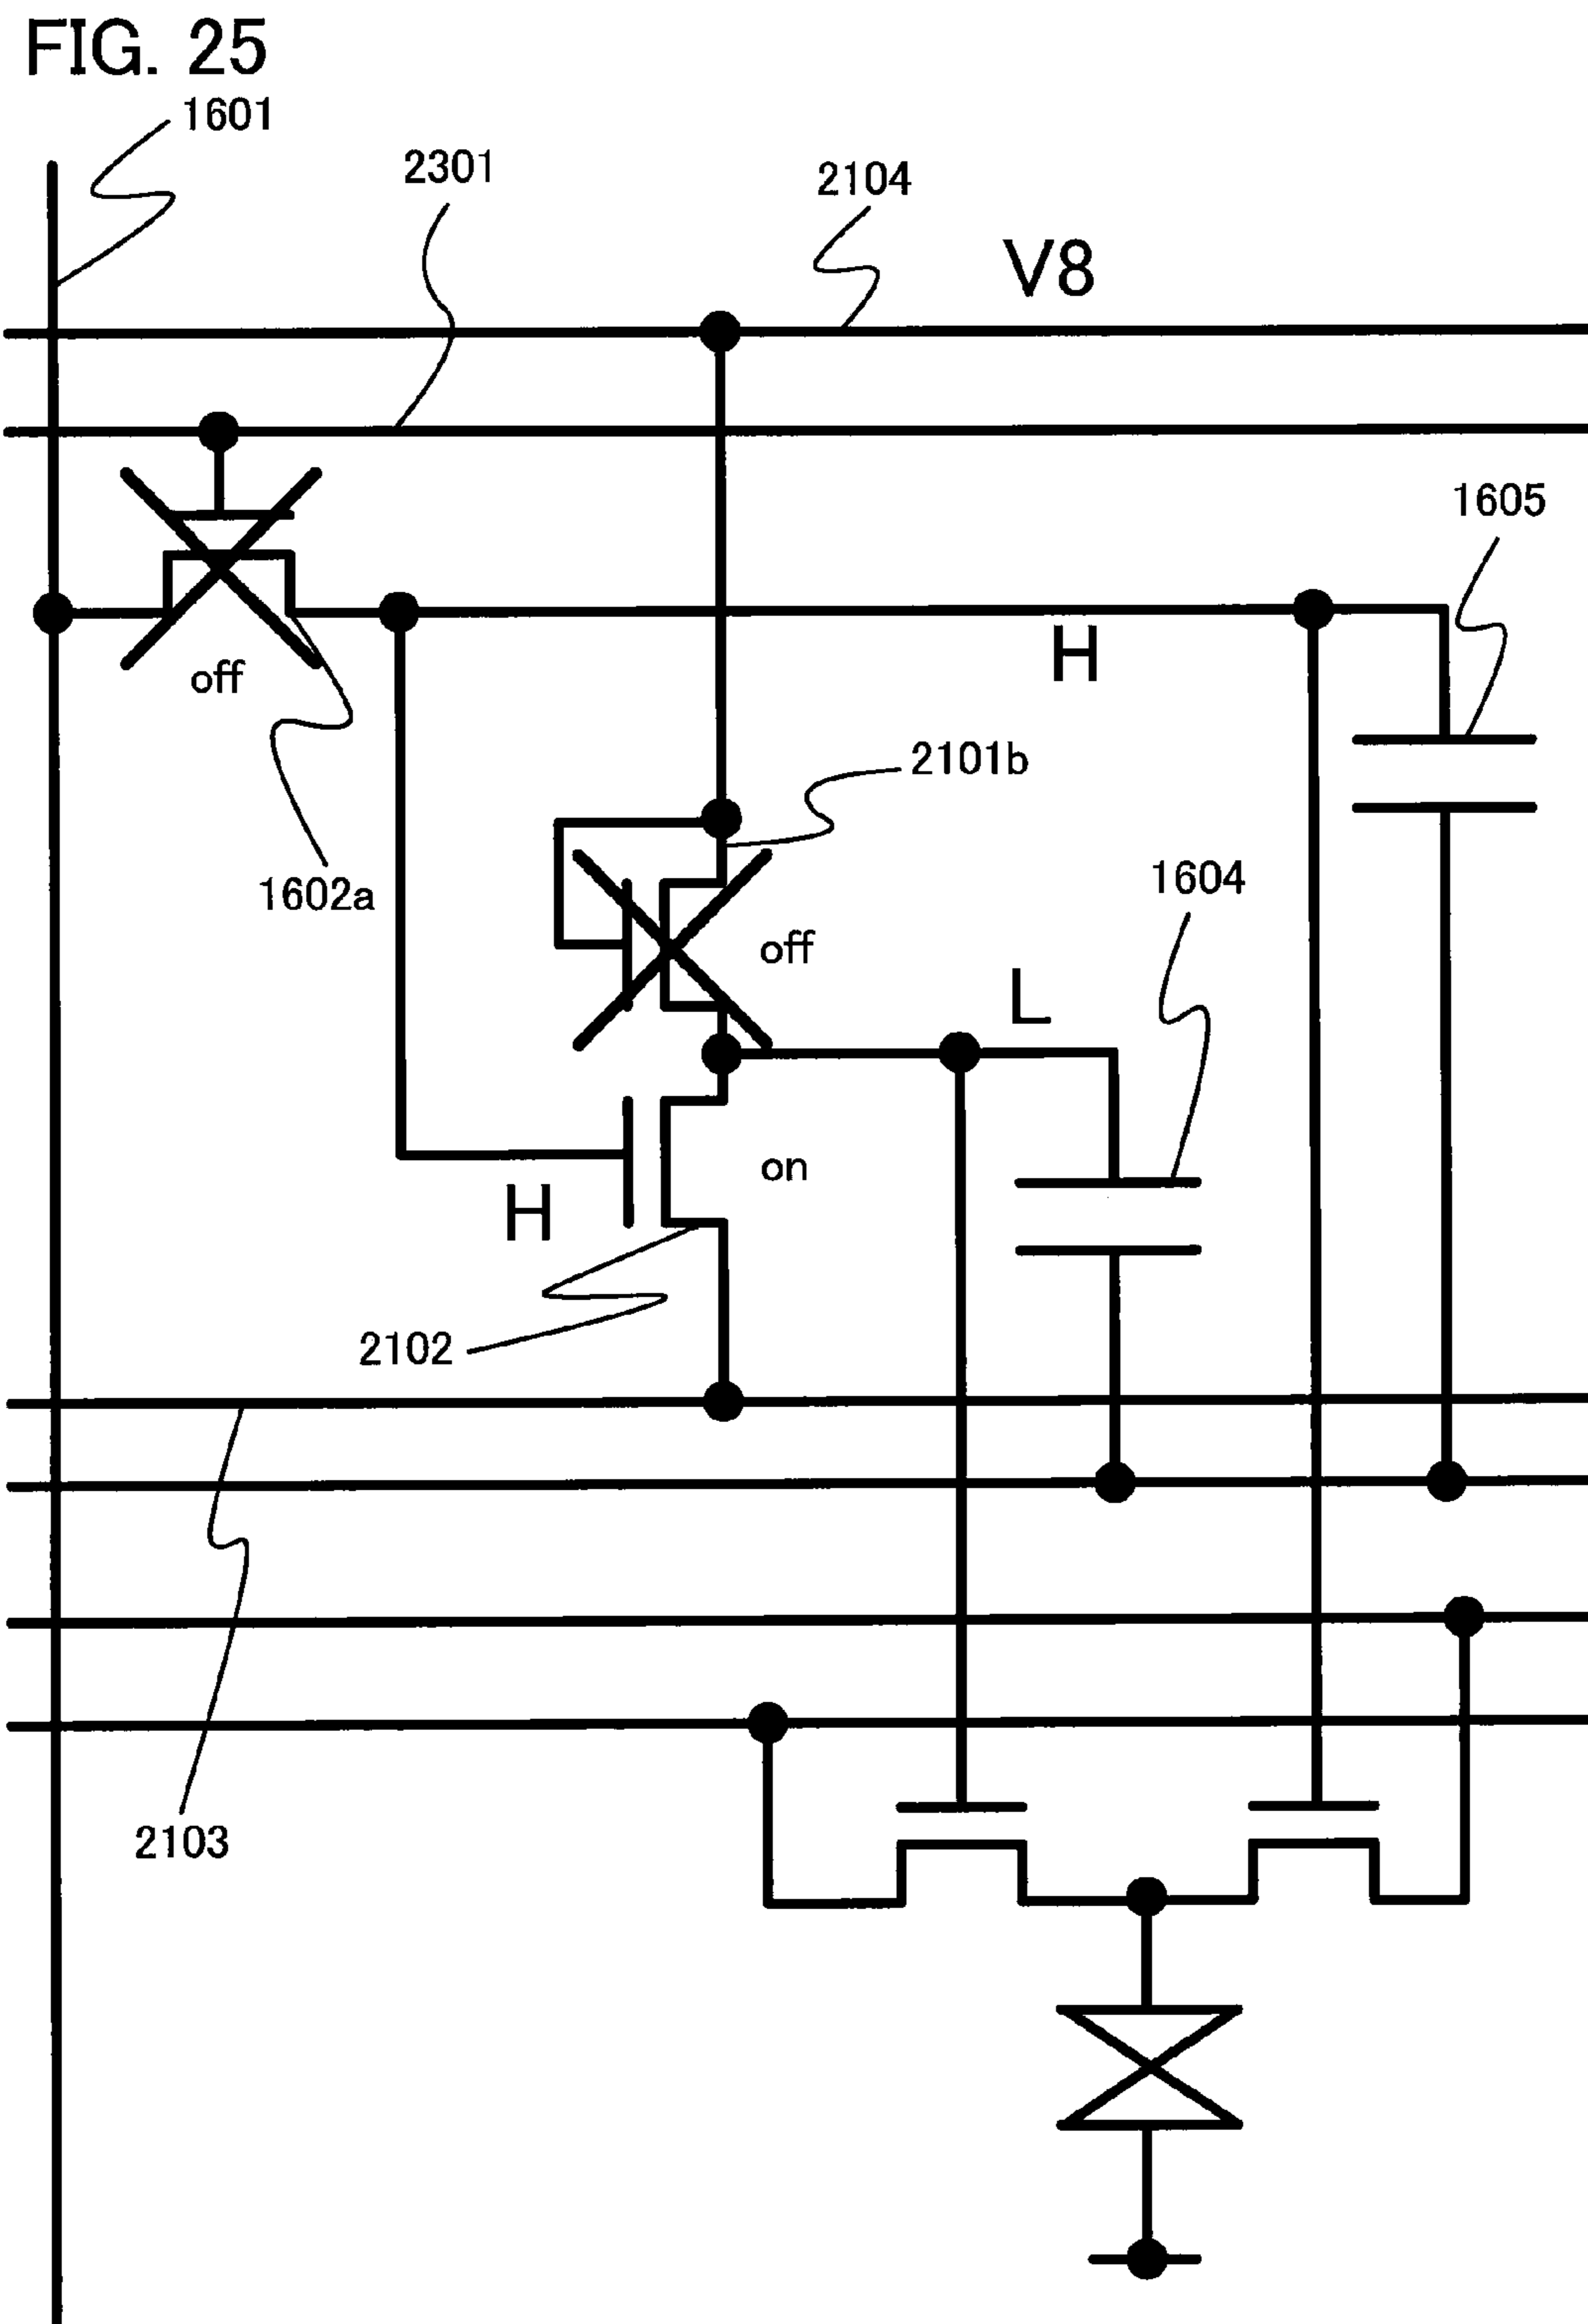 FIG. 25
1601
2301
2104
V8
1605
H
off
2101b
1604
1602a
off
L
on
H
2102
2103